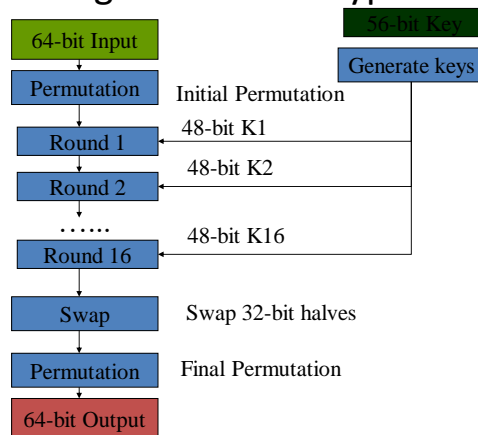 56-bit Key
64-bit Input
Generate keys
Permutation
Initial Permutation
48-bit K1
Round 1
48-bit K2
Round 2
…...
48-bit K16
Round 16
Swap
Swap 32-bit halves
Permutation
Final Permutation
64-bit Output